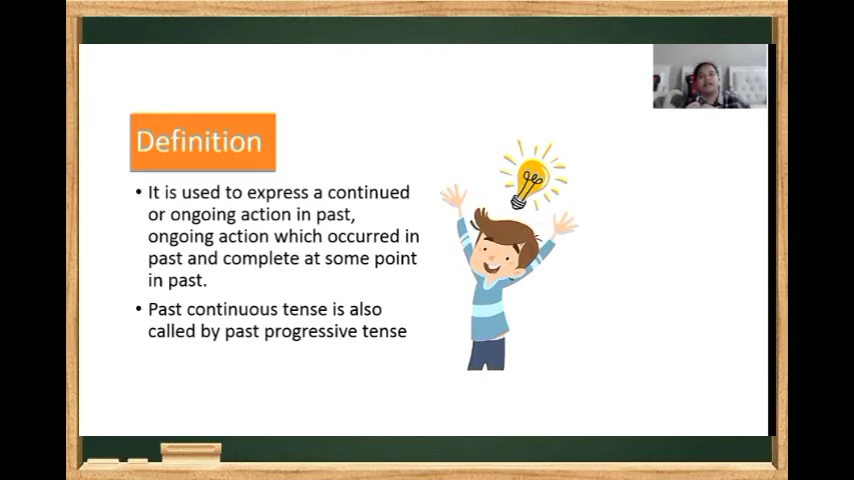 Definition
• It is used to express a continued
or ongoing action in past,
ongoing action which occurred in
past and complete at some point
in past.
• Past continuous tense is also
called by past progressive tense